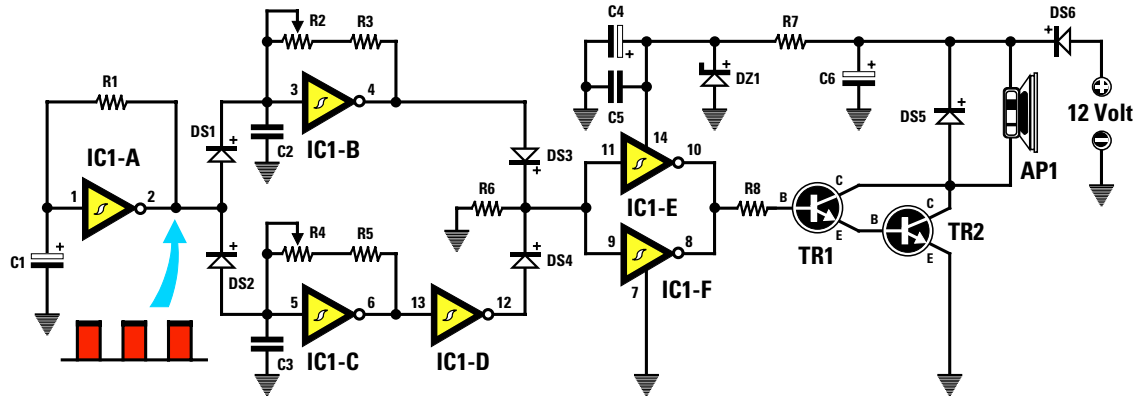 R2 R3 C4 R7 DS6
+ + + +
R1 3 4 C6 DZ1
DS1 + C5 + 12 Volt
IC1-A C2 IC1-B 11 14 10 DS5
1 2 DS3 AP1
+ R6 IC1-E R8 B C
R4 R5 9 8 E B C
C1 + DS2 + DS4 TR1 TR2
5 6 13 12 7 IC1-F E
C3 IC1-C IC1-D